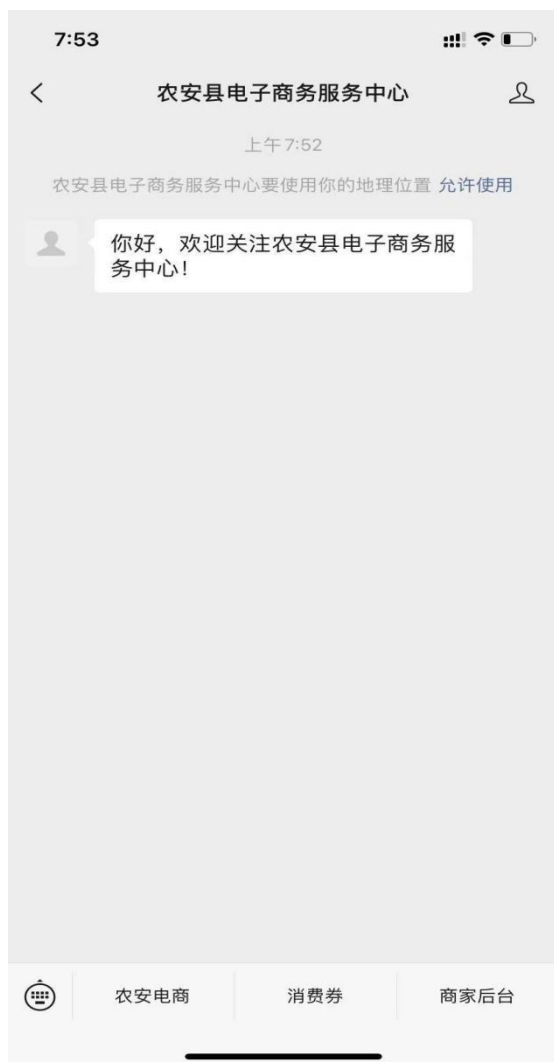 7:53
农安县电子商务服务中心
上午7:52
农安县电子商务服务中心要使用你的地理位置 允许使用
你好，欢迎关注农安县电子商务服
务中心！
农安电商 消费券 商家后台